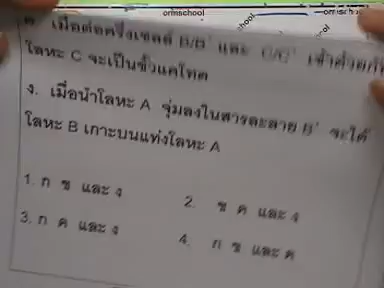 ormschool
ormschool
ค เมื่อต่อครึ่งเซลล์ B/B⁺ และ C/C⁺ เข้าด้วยกัน
โลหะ C จะเป็นขั้วแคโทด
ง. เมื่อนำโลหะ A จุ่มลงในสารละลาย B⁺ จะได้
โลหะ B เกาะบนแท่งโลหะ A
1. ก ข และ ง
2. ข ค และ ง
3. ก ค และ ง
4. ก ข และ ค